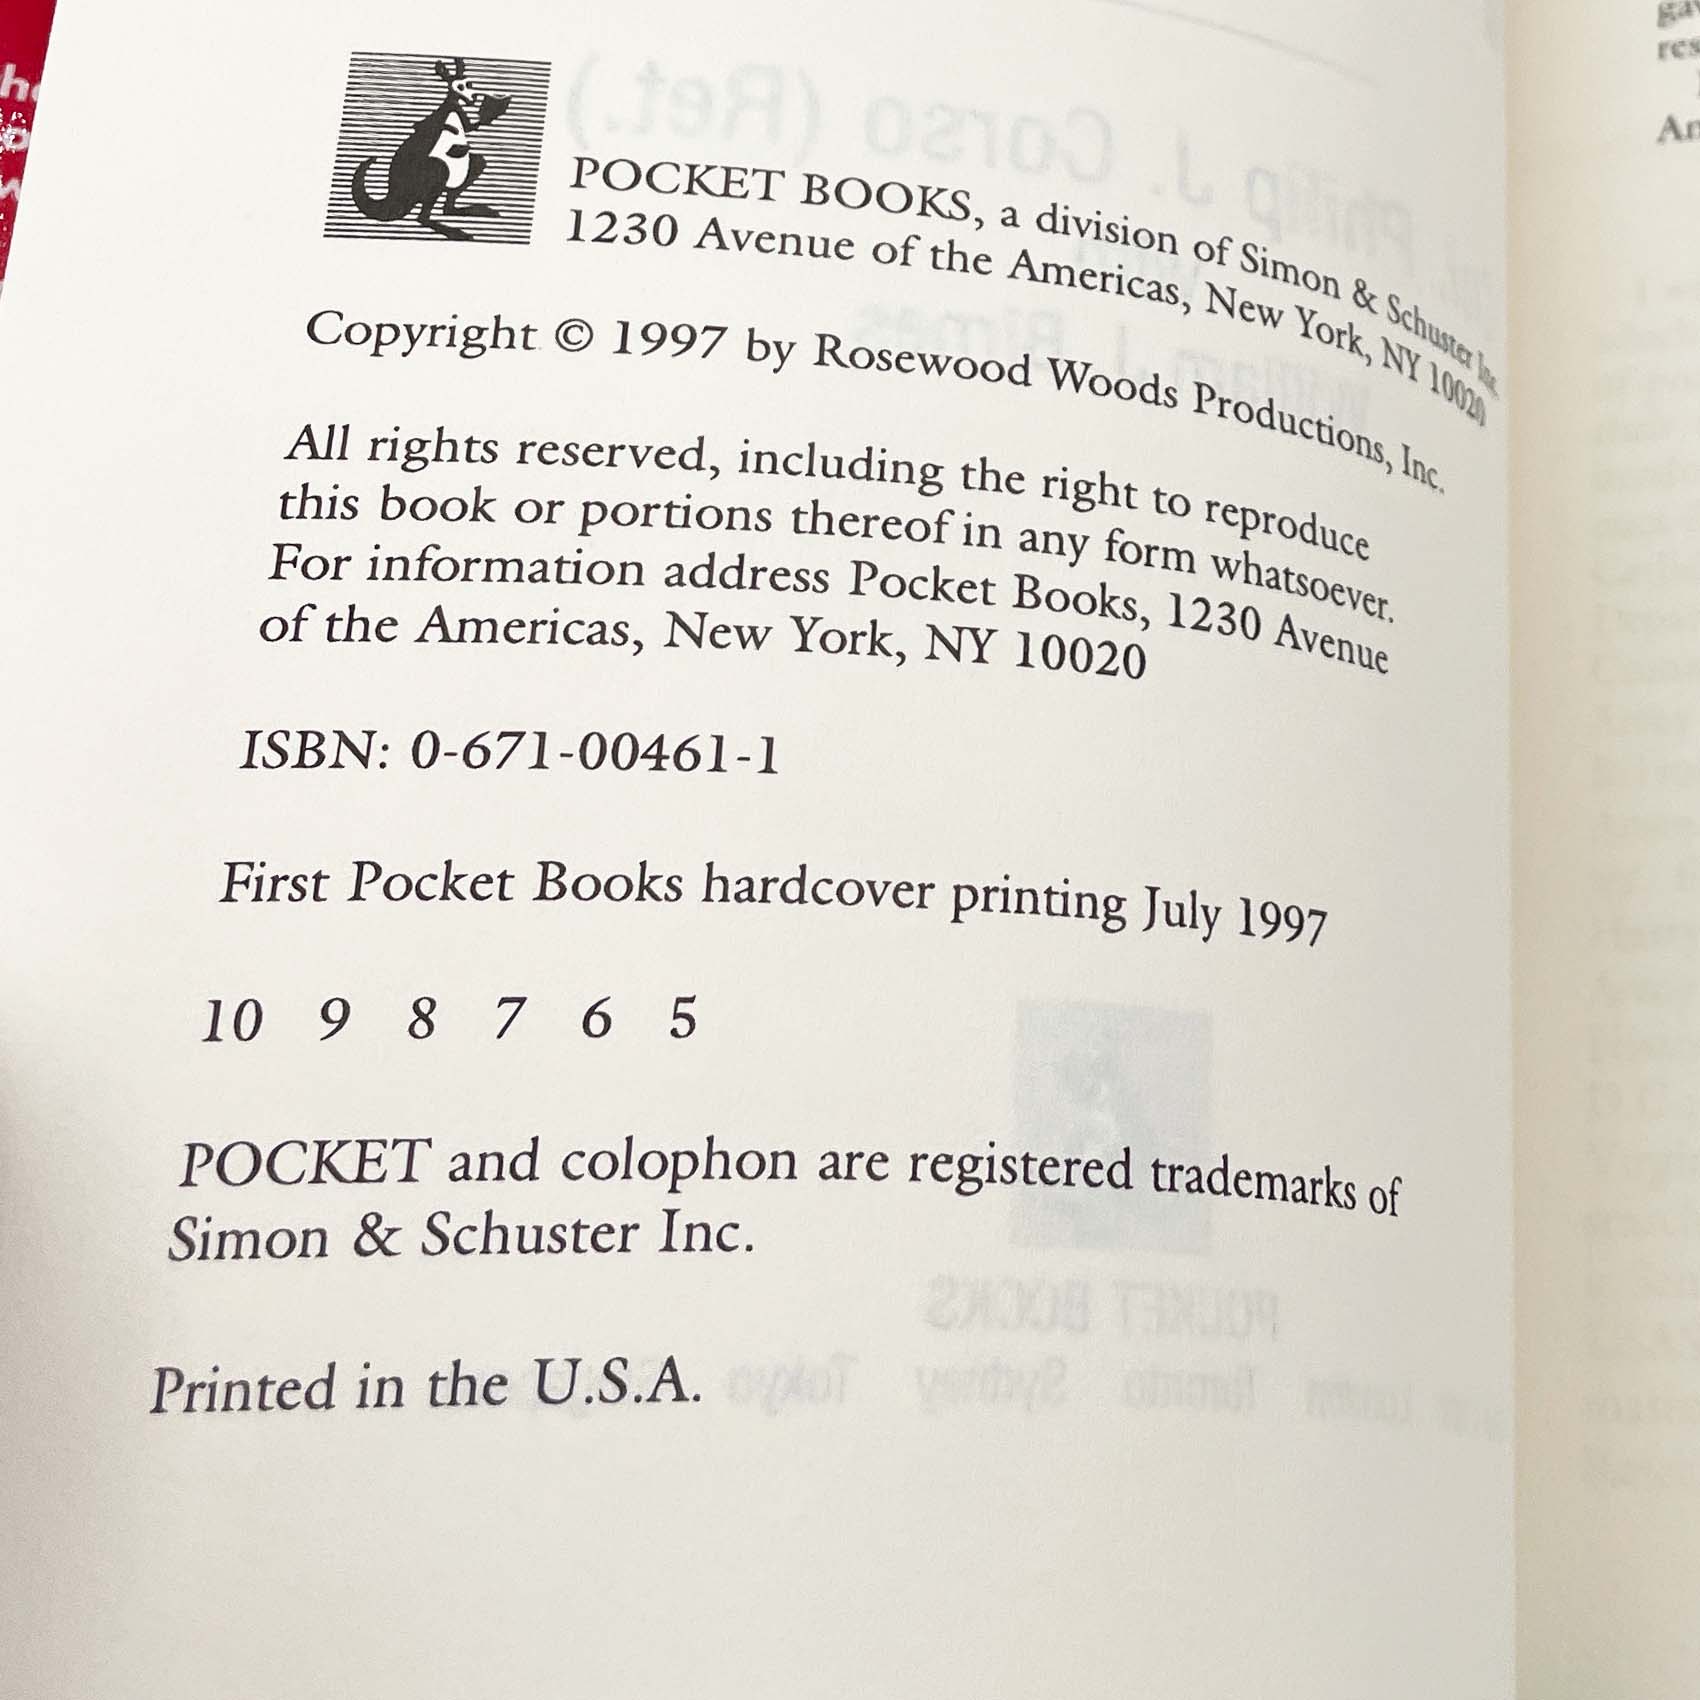 POCKET BOOKS, a division of Simon & Schuster Inc.
1230 Avenue of the Americas, New York, NY 10020
Copyright © 1997 by Rosewood Woods Productions, Inc.
All rights reserved, including the right to reproduce
this book or portions thereof in any form whatsoever.
For information address Pocket Books, 1230 Avenue
of the Americas, New York, NY 10020
ISBN: 0-671-00461-1
First Pocket Books hardcover printing July 1997
10 9 8 7 6 5
POCKET and colophon are registered trademarks of
Simon & Schuster Inc.
Printed in the U.S.A.